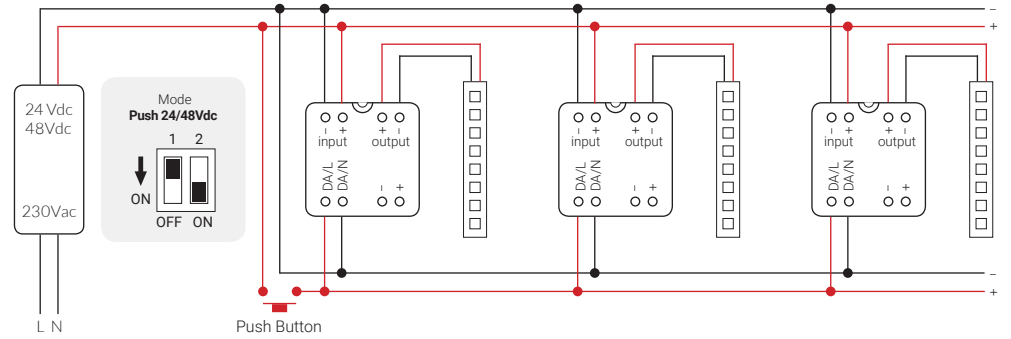 –
+
24 Vdc
48Vdc
230Vac
L N
Mode
Push 24/48Vdc
1 2
ON
OFF ON
– + + –
input output
DA/L DA/N – +
– + + –
input output
DA/L DA/N – +
– + + –
input output
DA/L DA/N – +
–
+
Push Button